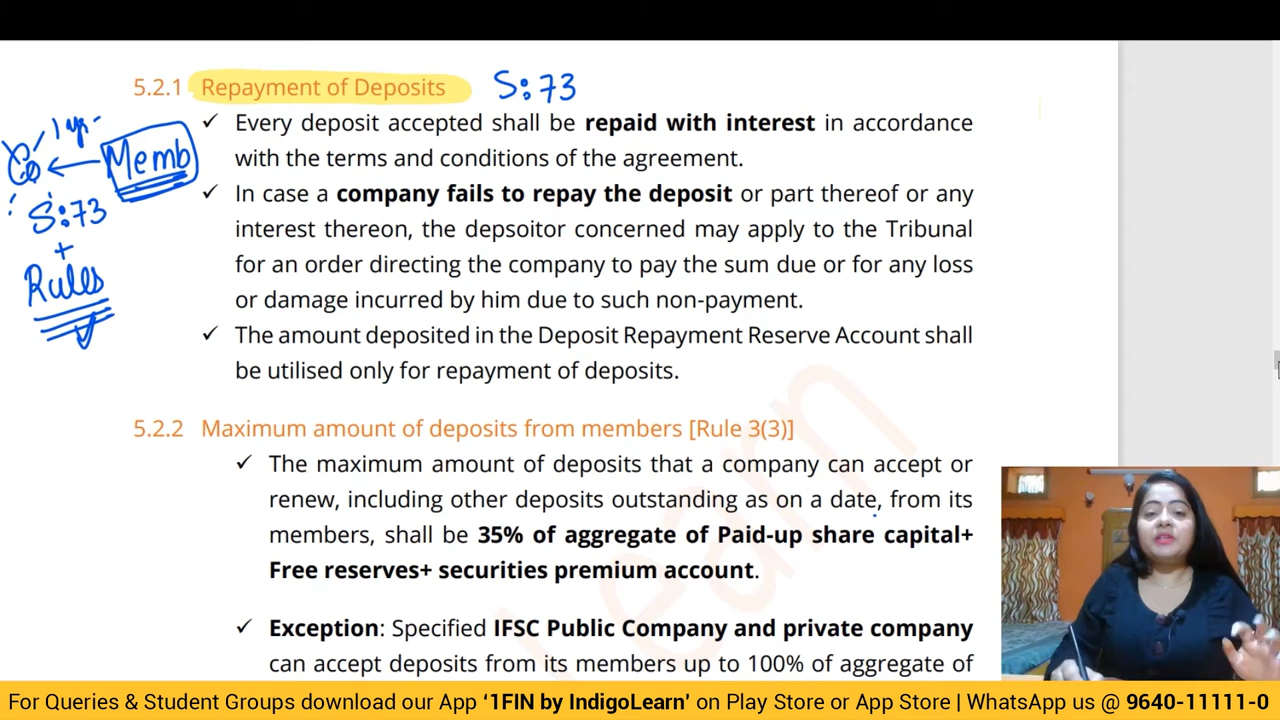 5.2.1 Repayment of Deposits S:73
✓ Every deposit accepted shall be repaid with interest in accordance
with the terms and conditions of the agreement.
✓ In case a company fails to repay the deposit or part thereof or any
interest thereon, the depsoitor concerned may apply to the Tribunal
for an order directing the company to pay the sum due or for any loss
or damage incurred by him due to such non-payment.
✓ The amount deposited in the Deposit Repayment Reserve Account shall
be utilised only for repayment of deposits.
1 yr-
Co ← Memb
S:73
+
Rules
5.2.2 Maximum amount of deposits from members [Rule 3(3)]
✓ The maximum amount of deposits that a company can accept or
renew, including other deposits outstanding as on a date, from its
members, shall be 35% of aggregate of Paid-up share capital+
Free reserves+ securities premium account.
✓ Exception: Specified IFSC Public Company and private company
can accept deposits from its members up to 100% of aggregate of
Learn
For Queries & Student Groups download our App ‘1FIN by IndigoLearn’ on Play Store or App Store | WhatsApp us @ 9640-11111-0